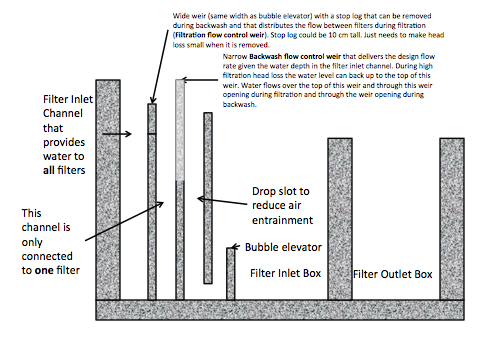 Wide weir (same width as bubble elevator) with a stop log that can be removed
during backwash and that distributes the flow between filters during filtration
(Filtration flow control weir). Stop log could be 10 cm tall. Just needs to make head
loss small when it is removed.
Narrow Backwash flow control weir that delivers the design flow
rate given the water depth in the filter inlet channel. During high
filtration head loss the water level can back up to the top of this
weir. Water flows over the top of this weir and through this weir
opening during filtration and through the weir opening during
backwash.
Filter Inlet
Channel
that
provides
water to
all filters
This
channel is
only
connected
to one filter
Drop slot to
reduce air
entrainment
Bubble elevator
Filter Inlet Box
Filter Outlet Box